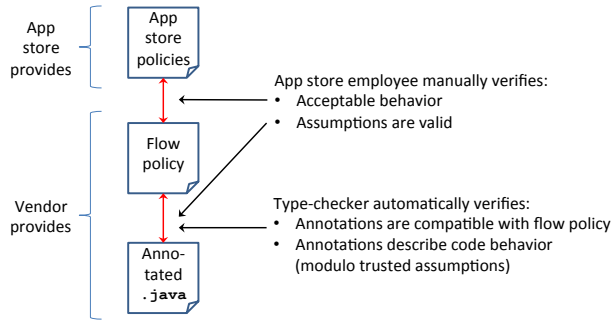 App
store
provides
App
store
policies
App store employee manually verifies:
• Acceptable behavior
• Assumptions are valid
Flow
policy
Vendor
provides
Type-checker automatically verifies:
• Annotations are compatible with flow policy
• Annotations describe code behavior
(modulo trusted assumptions)
Anno-
tated
.java